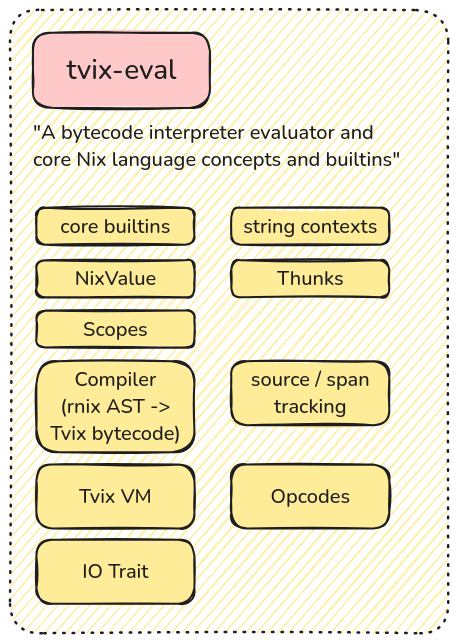 tvix-eval
"A bytecode interpreter evaluator and
core Nix language concepts and builtins"
core builtins
string contexts
NixValue
Thunks
Scopes
Compiler
(rnix AST ->
Tvix bytecode)
source / span
tracking
Tvix VM
Opcodes
IO Trait